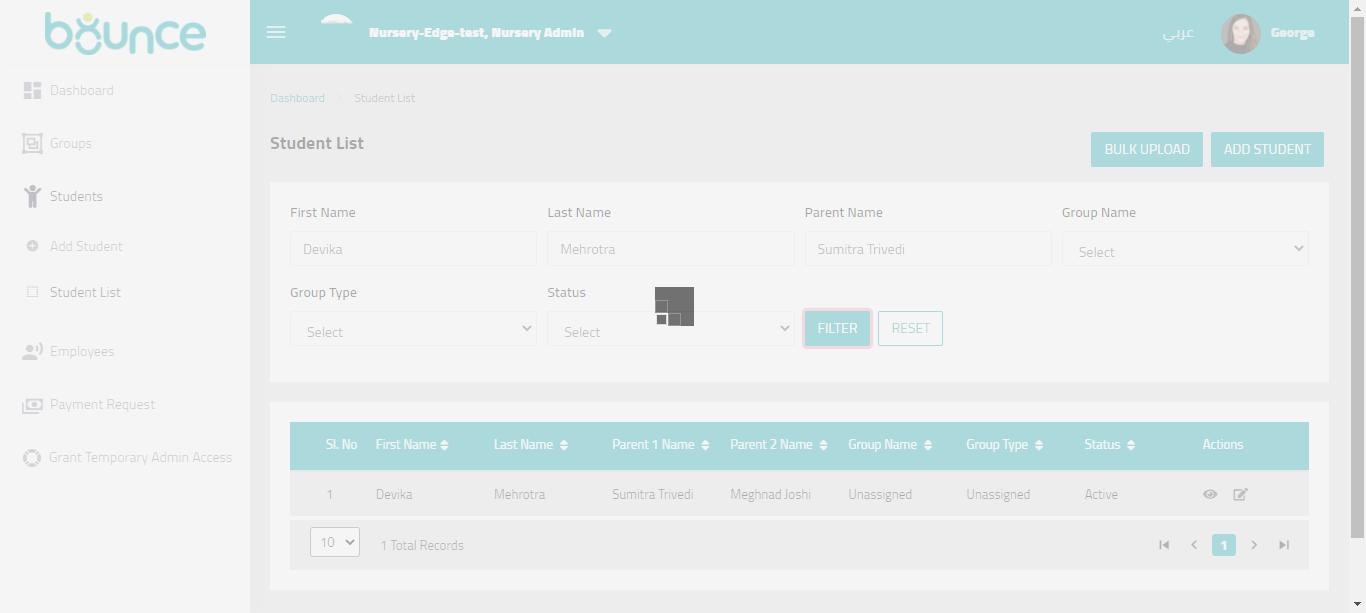 bounce
Nursery-Edge-test, Nursery Admin
عربي
George
Dashboard
Groups
Students
Add Student
Student List
Employees
Payment Request
Grant Temporary Admin Access
Dashboard
Student List
Student List
BULK UPLOAD
ADD STUDENT
First Name
Last Name
Parent Name
Group Name
Devika
Mehrotra
Sumitra Trivedi
Select
Group Type
Status
Select
Select
FILTER
RESET
Sl. No First Name Last Name Parent 1 Name Parent 2 Name Group Name Group Type Status Actions
1 Devika Mehrotra Sumitra Trivedi Meghnad Joshi Unassigned Unassigned Active
10 1 Total Records 1